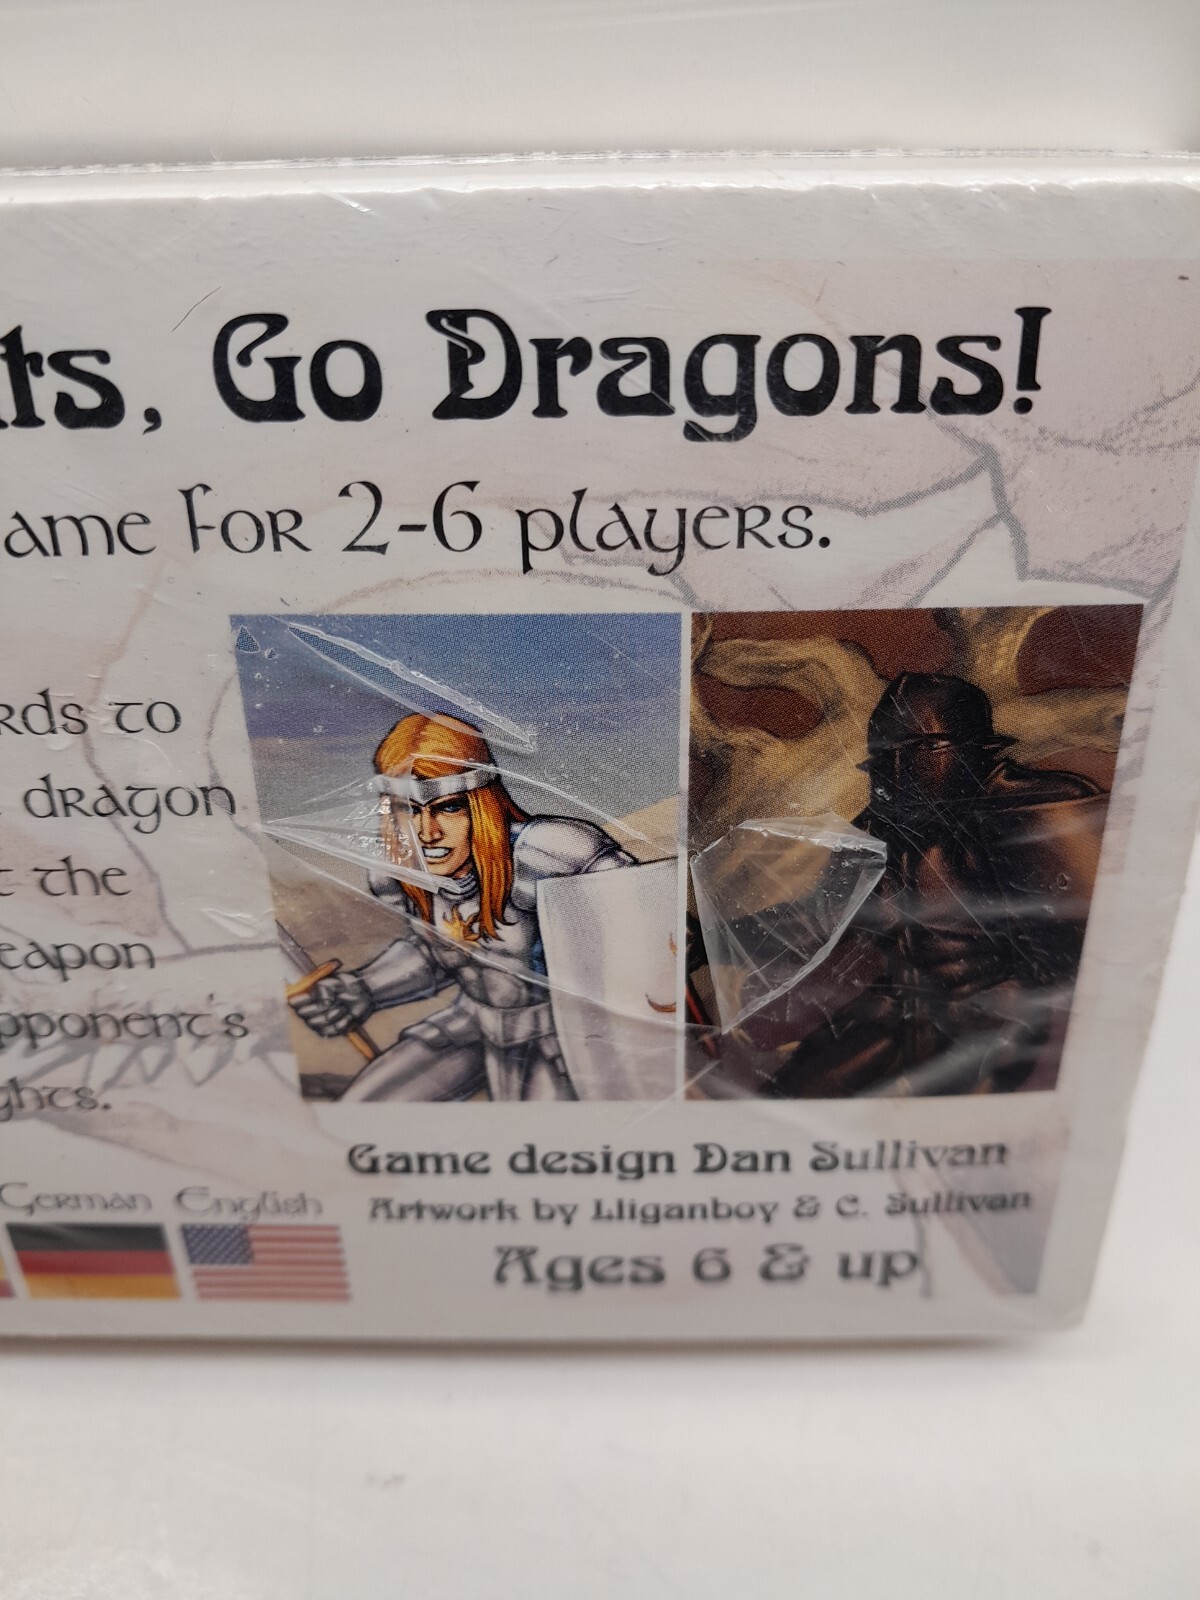 ts, Go Dragons!
ame for 2-6 players.
rds to
dragon
the
eapon
pponent's
ghts.
German English
Game design Dan Sullivan
Artwork by Lliganboy & C. Sullivan
Ages 6 & up